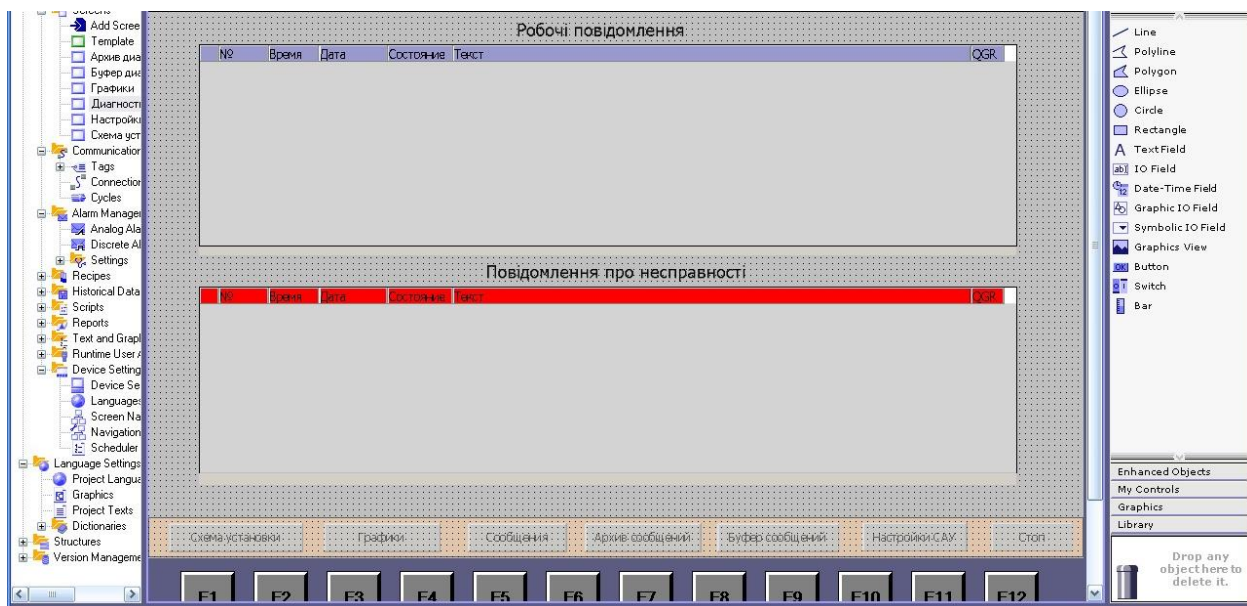 Add Scree
Template
Архив диа
Буфер диа
Графики
Диагности
Настройки
Схема уст
Communication
Tags
Connection
Cycles
Alarm Manager
Analog Ala
Discrete Al
Settings
Recipes
Historical Data
Scripts
Reports
Text and Graph
Runtime User A
Device Setting
Device Se
Languages
Screen Na
Navigation
Scheduler
Language Settings
Project Langua
Graphics
Project Texts
Dictionaries
Structures
Version Manageme
Робочі повідомлення
№ Время Дата Состояние Текст QGR
Повідомлення про несправності
№ Время Дата Состояние Текст QGR
Схема установки Графики Сообщения Архив сообщений Буфер сообщений Настройки САУ Стоп
F1 F2 F3 F4 F5 F6 F7 F8 F9 F10 F11 F12
Line
Polyline
Polygon
Ellipse
Circle
Rectangle
TextField
IO Field
Date-Time Field
Graphic IO Field
Symbolic IO Field
Graphics View
Button
Switch
Bar
Enhanced Objects
My Controls
Graphics
Library
Drop any
object here to
delete it.